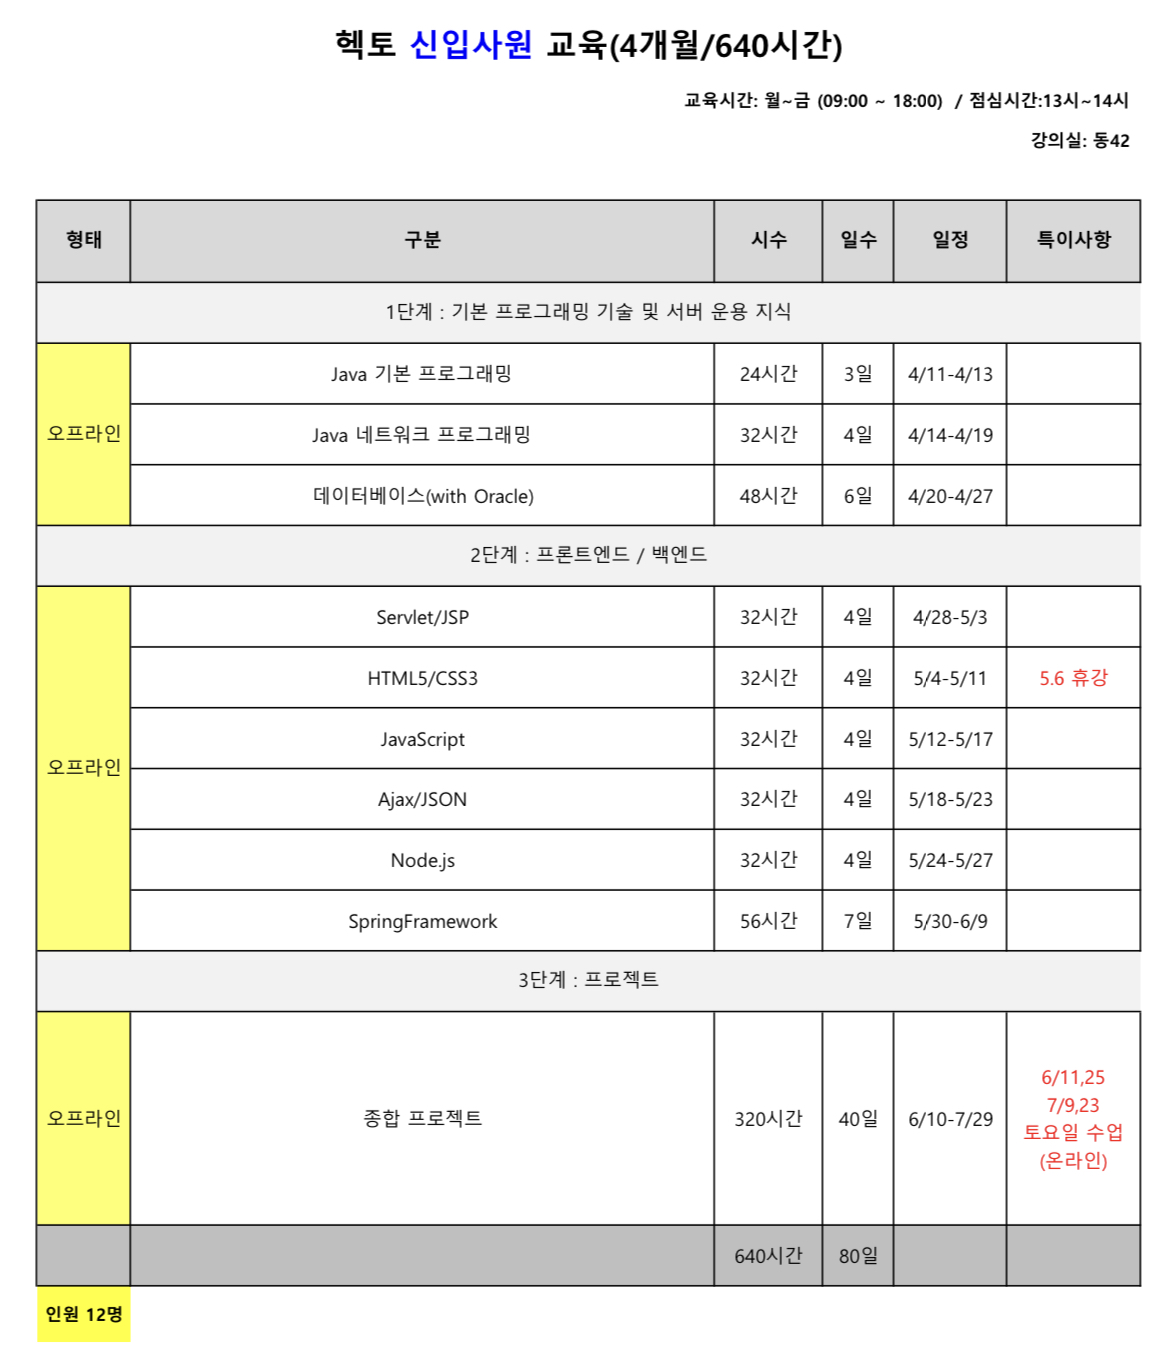 헥토 신입사원 교육(4개월/640시간)
교육시간: 월~금 (09:00 ~ 18:00) / 점심시간:13시~14시
강의실: 동42
형태 구분 시수 일수 일정 특이사항
1단계 : 기본 프로그래밍 기술 및 서버 운용 지식
오프라인
Java 기본 프로그래밍 24시간 3일 4/11-4/13
Java 네트워크 프로그래밍 32시간 4일 4/14-4/19
데이터베이스(with Oracle) 48시간 6일 4/20-4/27
2단계 : 프론트엔드 / 백엔드
오프라인
Servlet/JSP 32시간 4일 4/28-5/3
HTML5/CSS3 32시간 4일 5/4-5/11 5.6 휴강
JavaScript 32시간 4일 5/12-5/17
Ajax/JSON 32시간 4일 5/18-5/23
Node.js 32시간 4일 5/24-5/27
SpringFramework 56시간 7일 5/30-6/9
3단계 : 프로젝트
오프라인 종합 프로젝트 320시간 40일 6/10-7/29
6/11,25
7/9,23
토요일 수업
(온라인)
640시간 80일
인원 12명